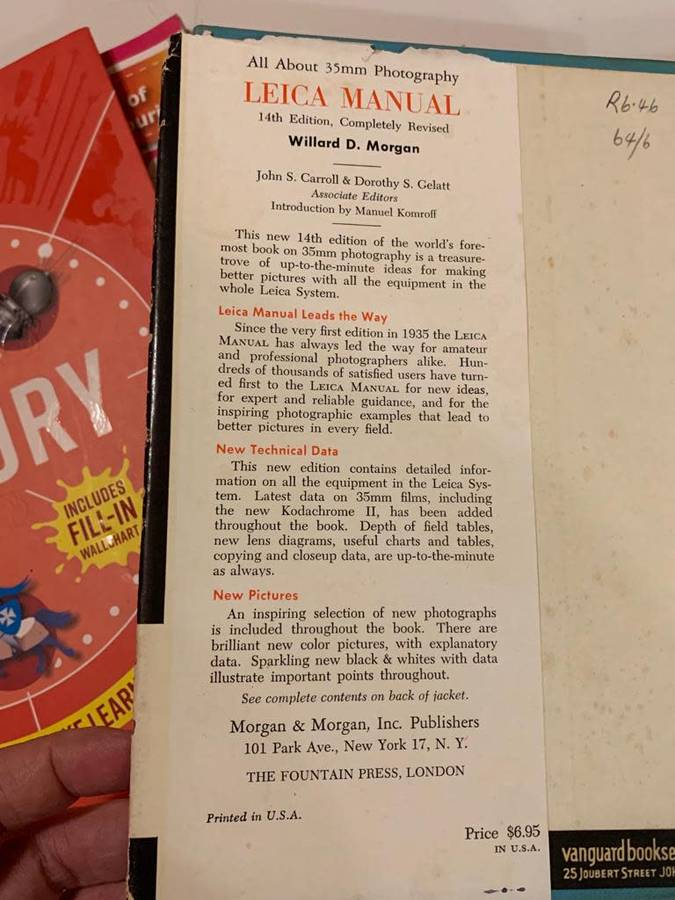 All About 35mm Photography
LEICA MANUAL
14th Edition, Completely Revised
Willard D. Morgan
John S. Carroll & Dorothy S. Gelatt
Associate Editors
Introduction by Manuel Komroff
This new 14th edition of the world's fore-
most book on 35mm photography is a treasure-
trove of up-to-the-minute ideas for making
better pictures with all the equipment in the
whole Leica System.
Leica Manual Leads the Way
Since the very first edition in 1935 the LEICA
MANUAL has always led the way for amateur
and professional photographers alike. Hun-
dreds of thousands of satisfied users have turn-
ed first to the LEICA MANUAL for new ideas,
for expert and reliable guidance, and for the
inspiring photographic examples that lead to
better pictures in every field.
New Technical Data
This new edition contains detailed infor-
mation on all the equipment in the Leica Sys-
tem. Latest data on 35mm films, including
the new Kodachrome II, has been added
throughout the book. Depth of field tables,
new lens diagrams, useful charts and tables,
copying and closeup data, are up-to-the-minute
as always.
New Pictures
An inspiring selection of new photographs
is included throughout the book. There are
brilliant new color pictures, with explanatory
data. Sparkling new black & whites with data
illustrate important points throughout.
See complete contents on back of jacket.
Morgan & Morgan, Inc. Publishers
101 Park Ave., New York 17, N. Y.
THE FOUNTAIN PRESS, LONDON
Printed in U.S.A.
Price $6.95
IN U.S.A.
R6.46
64/6
vanguard bookse
25 JOUBERT STREET JO
of
ORY
INCLUDES
FILL-IN
WALLCHART
LEAR